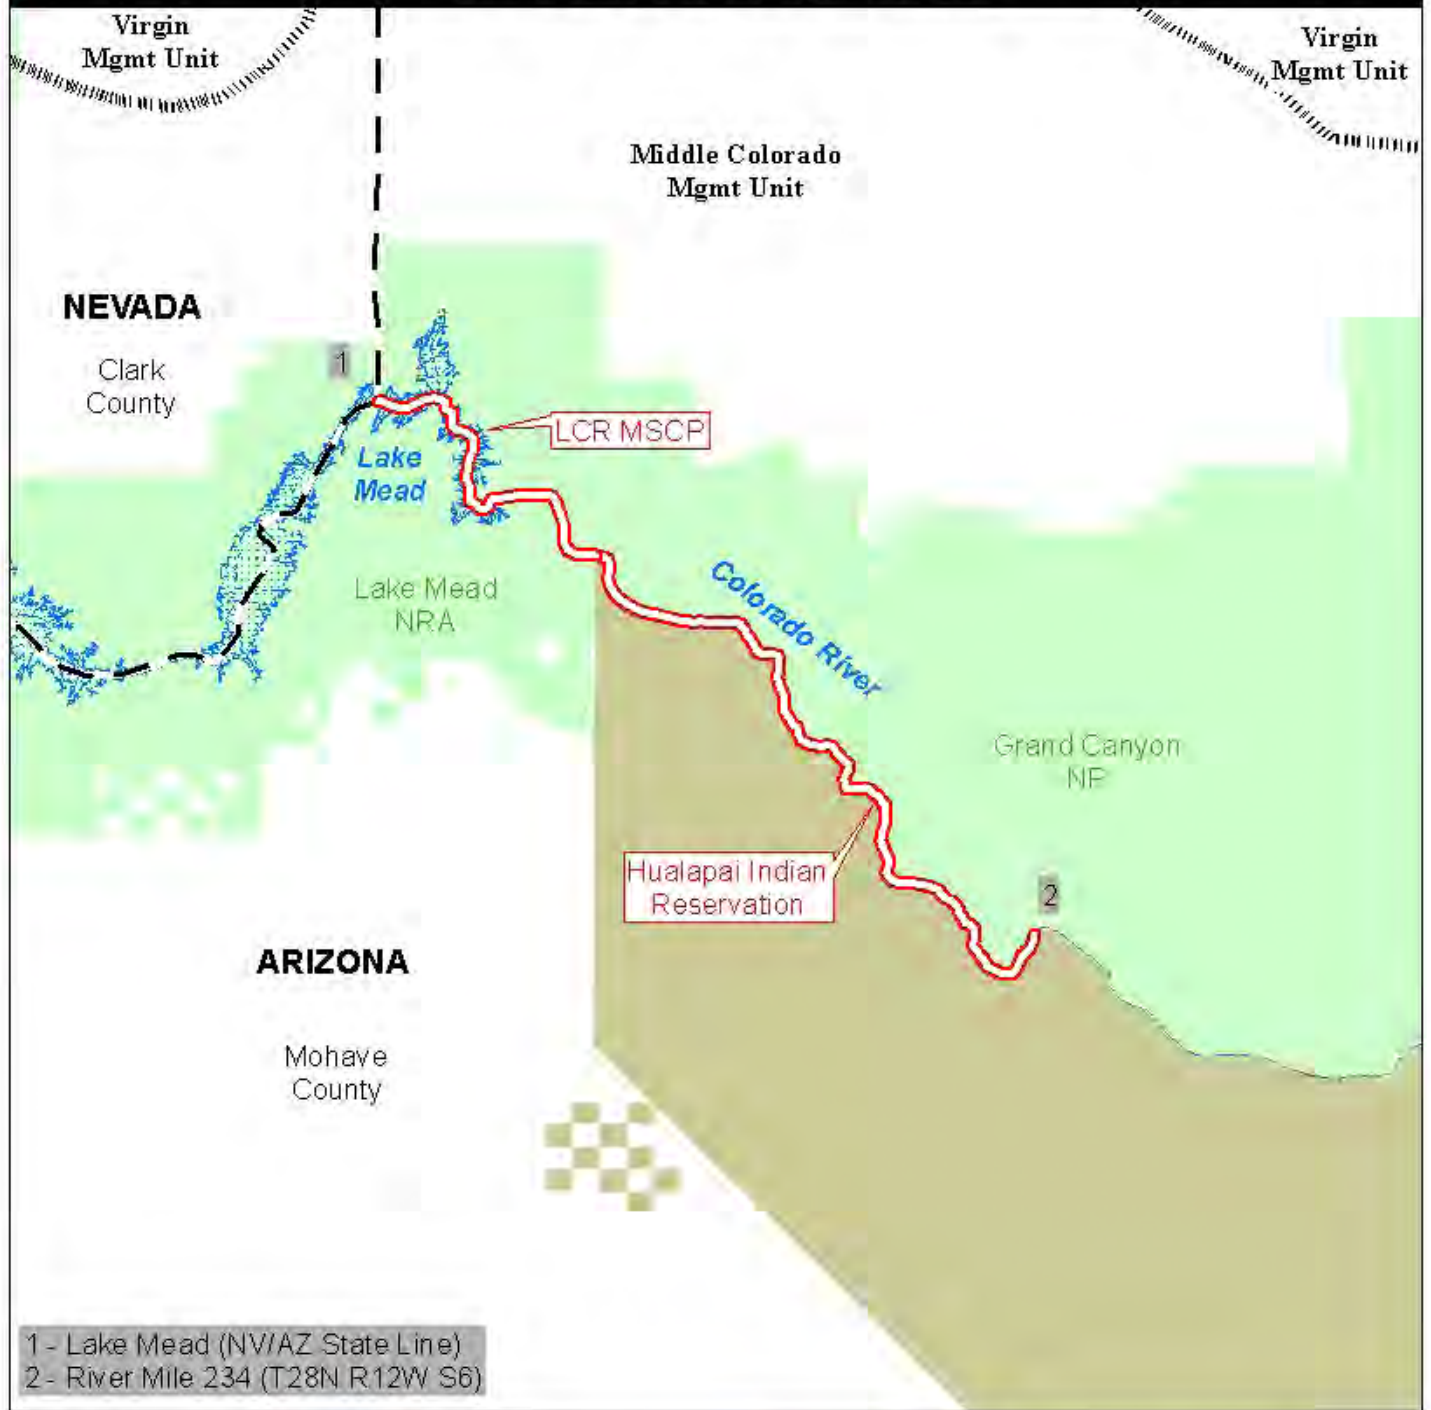 Virgin
Mgmt Unit
Virgin
Mgmt Unit
Middle Colorado
Mgmt Unit
NEVADA
Clark
County
1
LCR MSCP
Lake
Mead
Lake Mead
NRA
Colorado River
Grand Canyon
NP
Hualapai Indian
Reservation
2
ARIZONA
Mohave
County
1 - Lake Mead (NV/AZ State Line)
2 - River Mile 234 (T28N R12W S6)